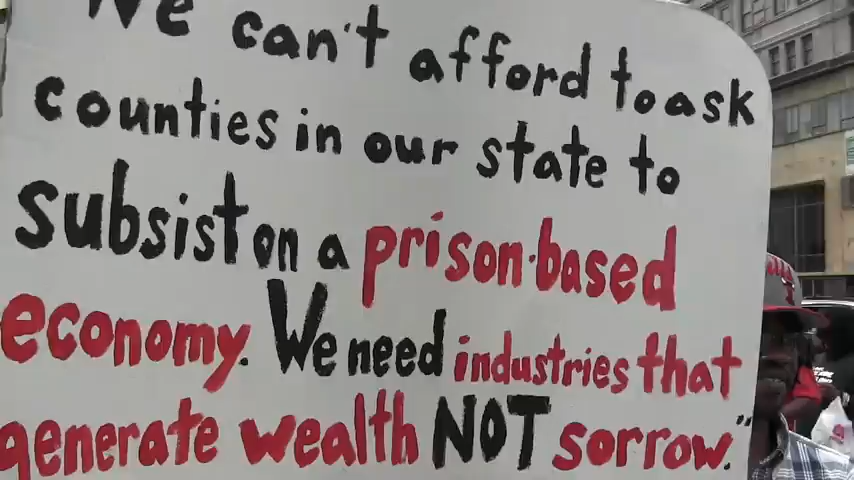 We can't afford to ask
counties in our state to
subsist on a prison-based
economy. We need industries that
generate wealth NOT sorrow."